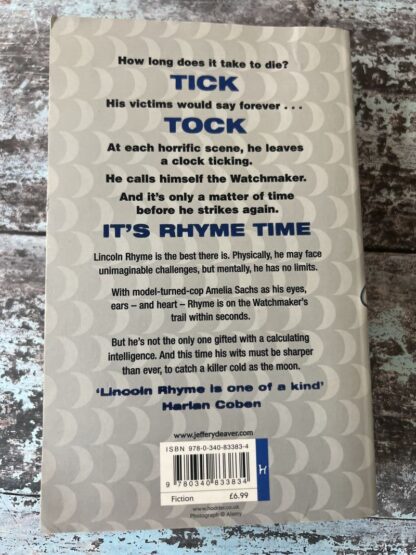 How long does it take to die?
TICK
His victims would say forever . . .
TOCK
At each horrific scene, he leaves
a clock ticking.
He calls himself the Watchmaker.
And it's only a matter of time
before he strikes again.
IT'S RHYME TIME
Lincoln Rhyme is the best there is. Physically, he may face
unimaginable challenges, but mentally, he has no limits.
With model-turned-cop Amelia Sachs as his eyes,
ears – and heart – Rhyme is on the Watchmaker's
trail within seconds.
But he's not the only one gifted with a calculating
intelligence. And this time his wits must be sharper
than ever, to catch a killer cold as the moon.
'Lincoln Rhyme is one of a kind'
Harlan Coben
www.jefferydeaver.com
ISBN 978-0-340-83383-4
9 780340 833834
Fiction £6.99
www.hodder.co.uk
Photograph © Alamy